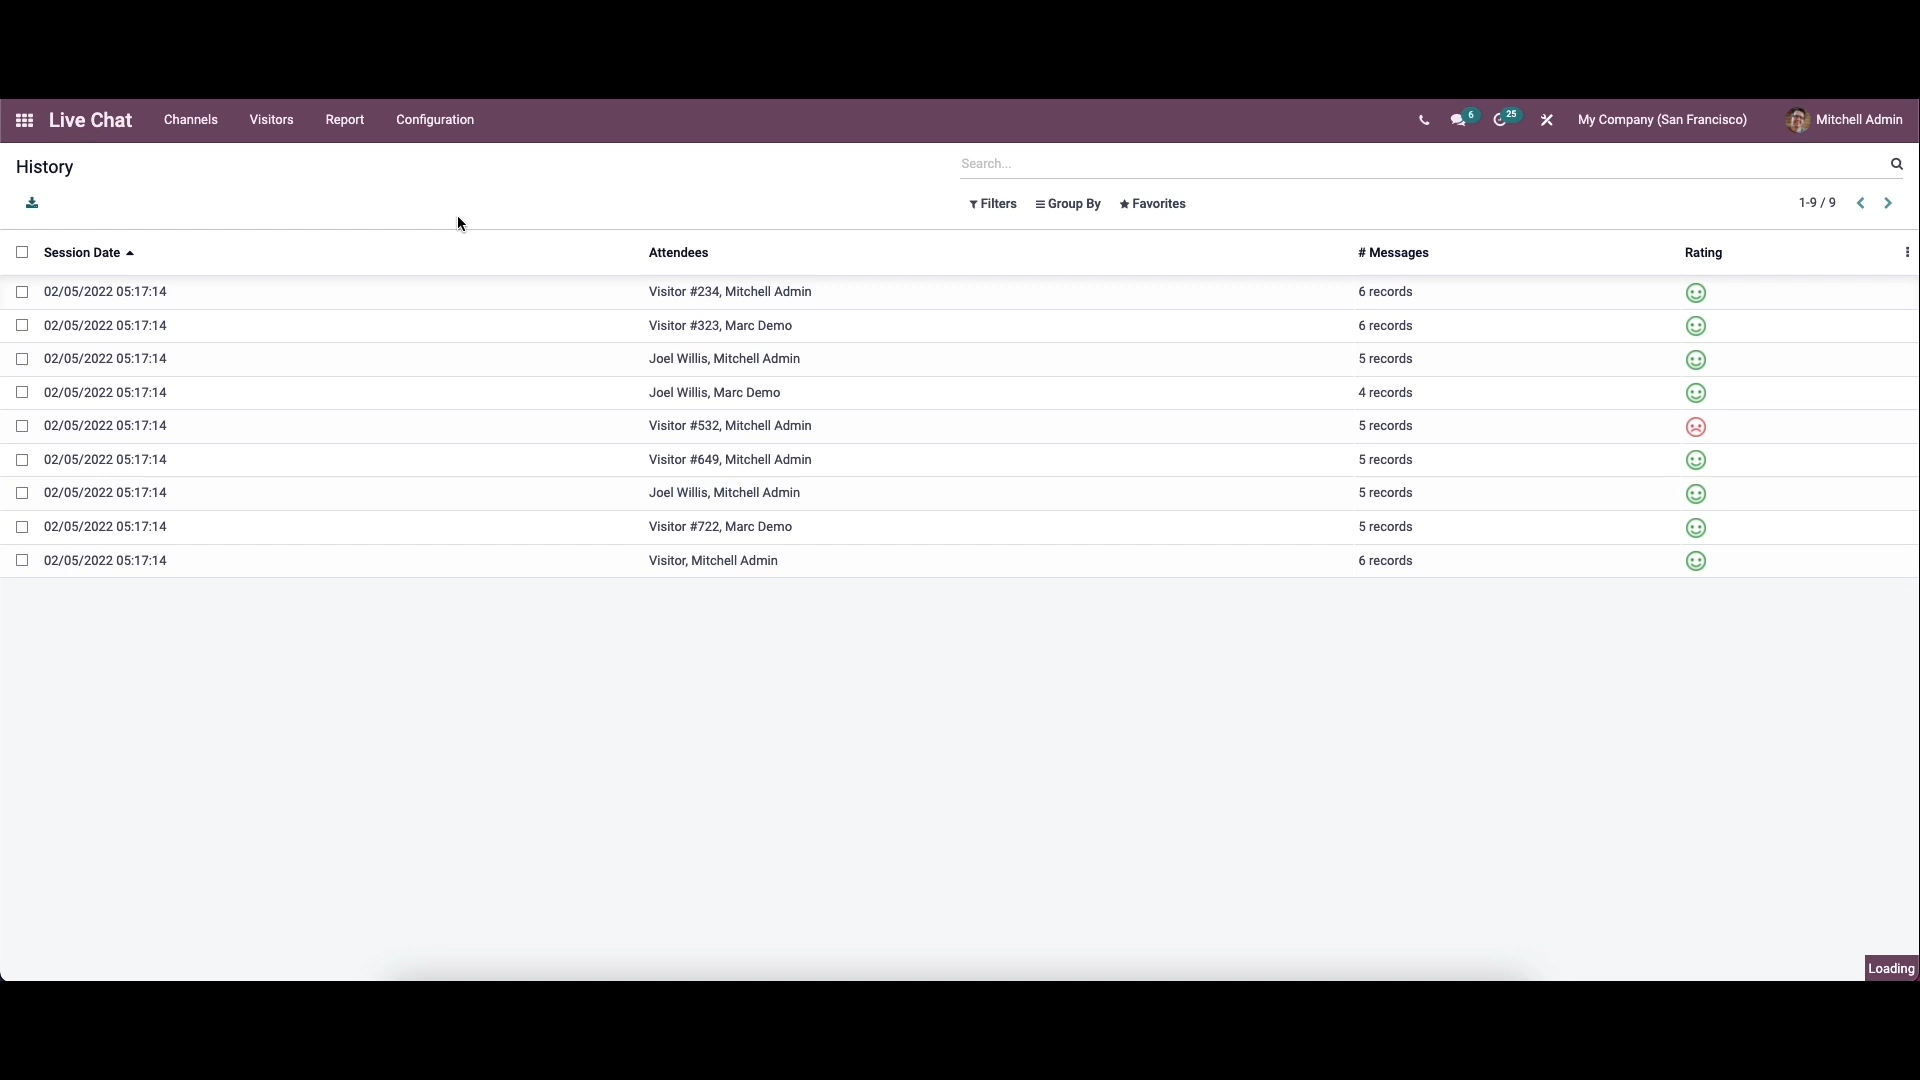 Live Chat Channels Visitors Report Configuration 6 25 My Company (San Francisco) Mitchell Admin
History Search...
Filters Group By Favorites 1-9 / 9
Session Date Attendees # Messages Rating
02/05/2022 05:17:14 Visitor #234, Mitchell Admin 6 records
02/05/2022 05:17:14 Visitor #323, Marc Demo 6 records
02/05/2022 05:17:14 Joel Willis, Mitchell Admin 5 records
02/05/2022 05:17:14 Joel Willis, Marc Demo 4 records
02/05/2022 05:17:14 Visitor #532, Mitchell Admin 5 records
02/05/2022 05:17:14 Visitor #649, Mitchell Admin 5 records
02/05/2022 05:17:14 Joel Willis, Mitchell Admin 5 records
02/05/2022 05:17:14 Visitor #722, Marc Demo 5 records
02/05/2022 05:17:14 Visitor, Mitchell Admin 6 records
Loading